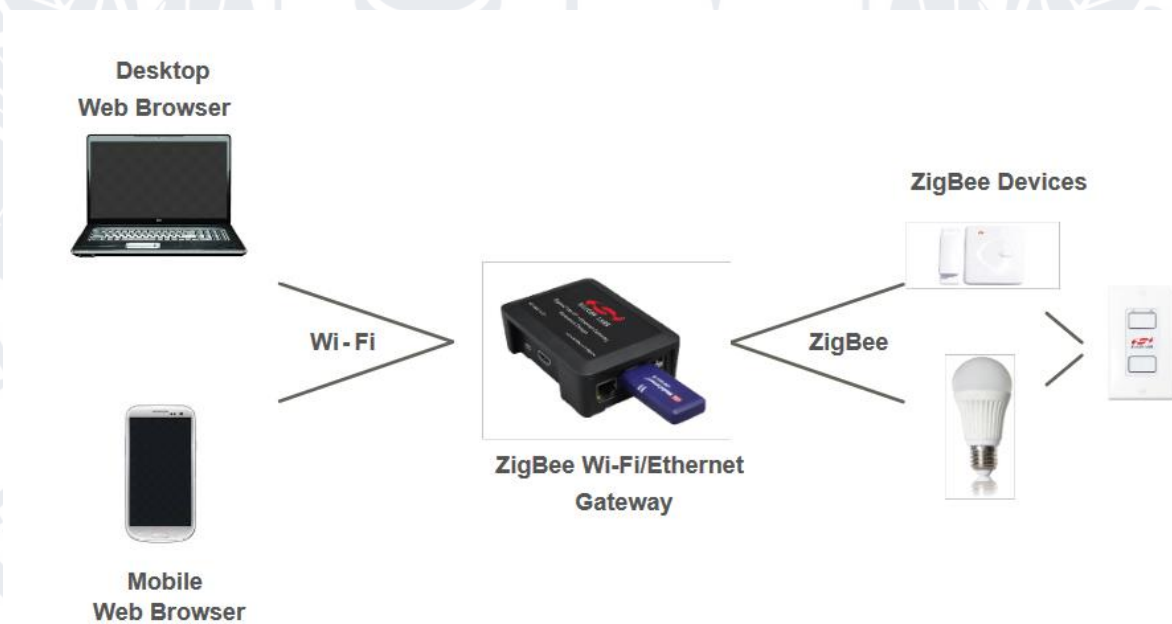 Desktop
Web Browser
ZigBee Devices
Wi-Fi
ZigBee
ZigBee Wi-Fi/Ethernet
Gateway
Mobile
Web Browser